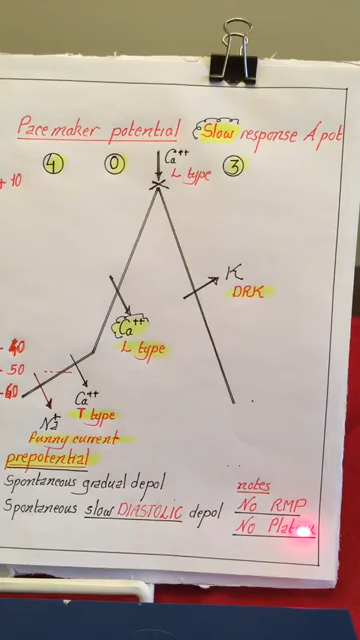 Pacemaker potential Slow response A pot
4 0 3
Ca++
L type
+ 10
K
DRK
Ca++
L type
- 40
- 50
-60
Ca++
T type
Na+
Funny current
prepotential
Spontaneous gradual depol
Spontaneous slow DIASTOLIC depol
notes
No RMP
No